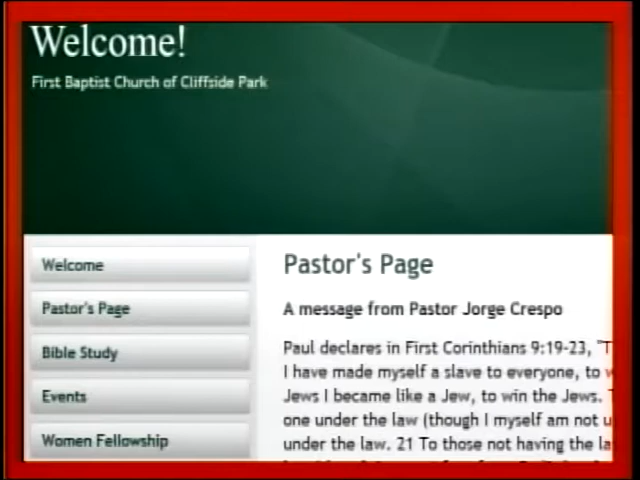 Welcome!
First Baptist Church of Cliffside Park
Welcome
Pastor's Page
Bible Study
Events
Women Fellowship
Pastor's Page
A message from Pastor Jorge Crespo
Paul declares in First Corinthians 9:19-23, "T
I have made myself a slave to everyone, to w
Jews I became like a Jew, to win the Jews.
one under the law (though I myself am not u
under the law. 21 To those not having the la